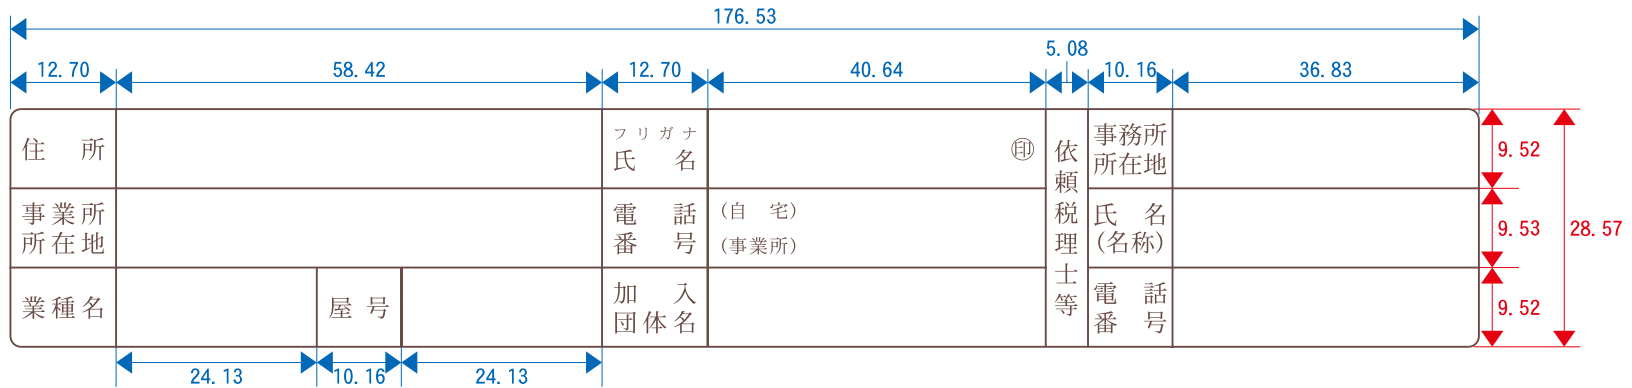 176.53
12.70 58.42 12.70 40.64 5.08 10.16 36.83
住所
フリガナ
氏名
㊞
依頼税理士等
事務所
所在地
9.52
事業所
所在地
電話
番号
(自宅)
(事業所)
氏名
(名称)
9.53
28.57
業種名
屋号
加入
団体名
電話
番号
9.52
24.13 10.16 24.13